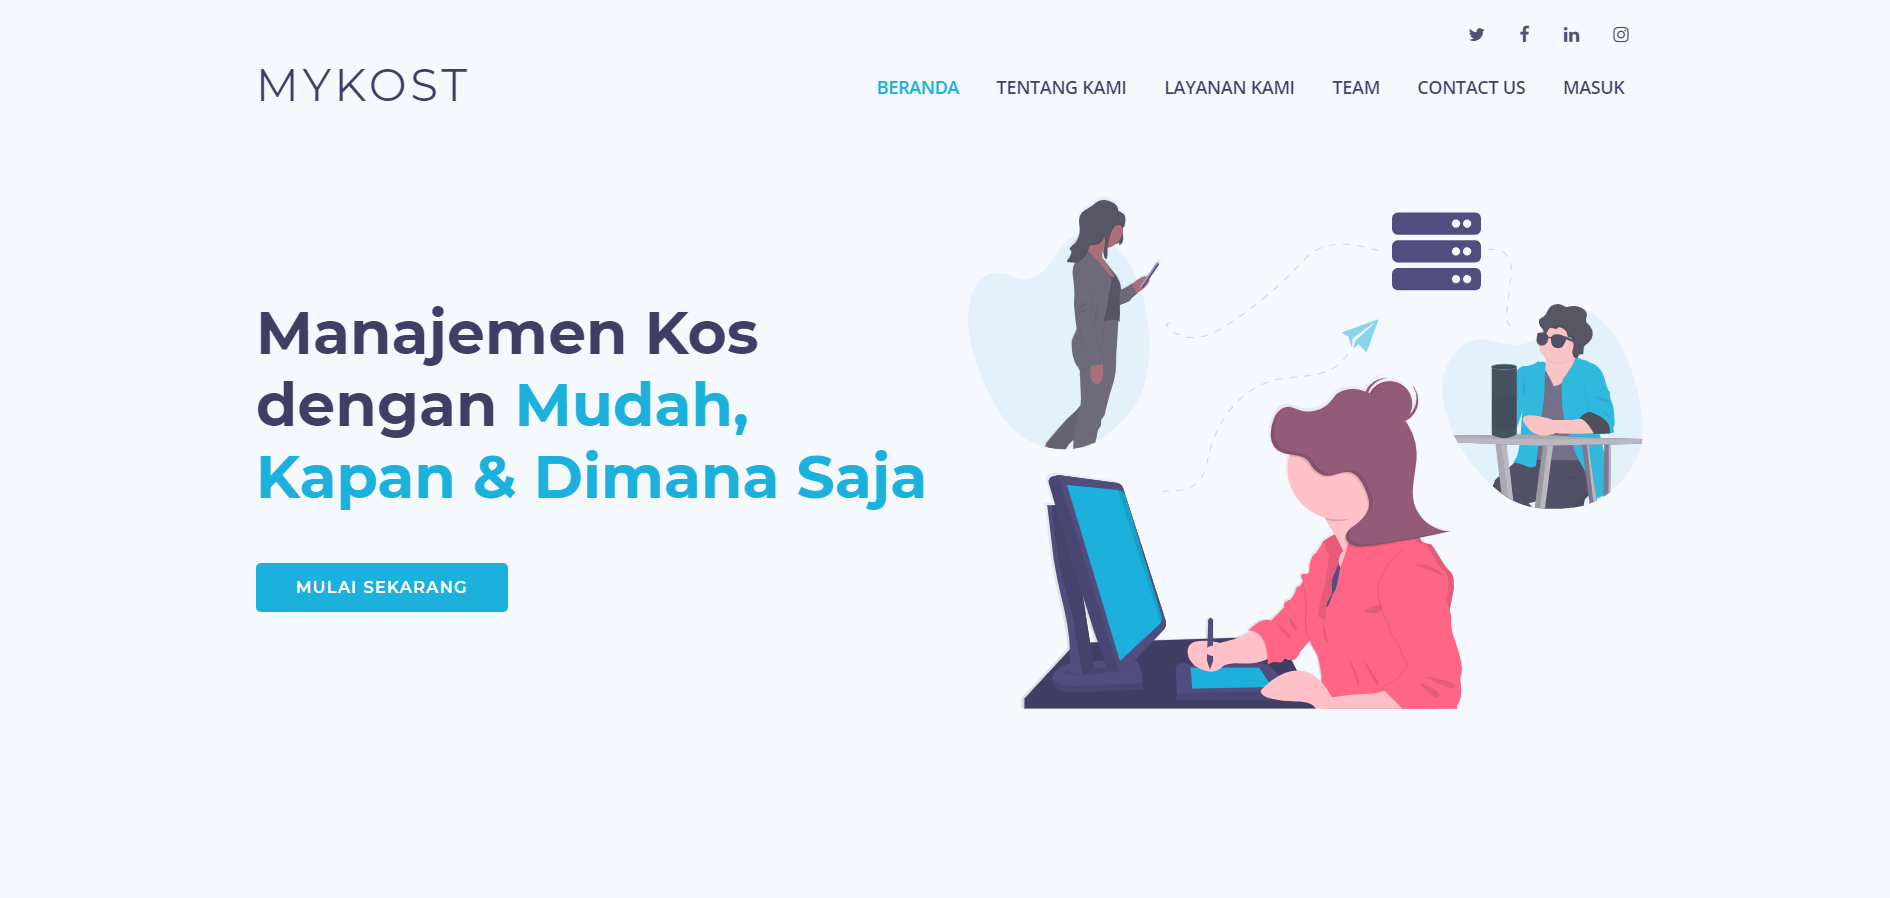 MYKOST
BERANDA TENTANG KAMI LAYANAN KAMI TEAM CONTACT US MASUK
Manajemen Kos
dengan Mudah,
Kapan & Dimana Saja
MULAI SEKARANG